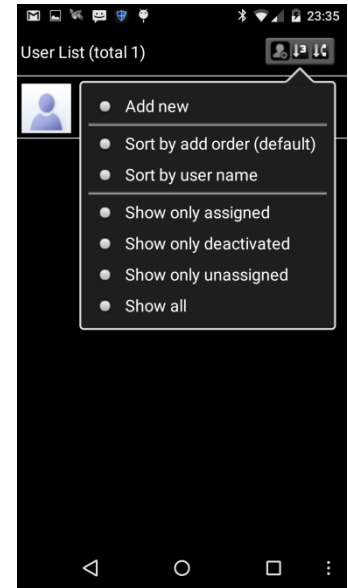 23:35
User List (total 1)
Add new
Sort by add order (default)
Sort by user name
Show only assigned
Show only deactivated
Show only unassigned
Show all